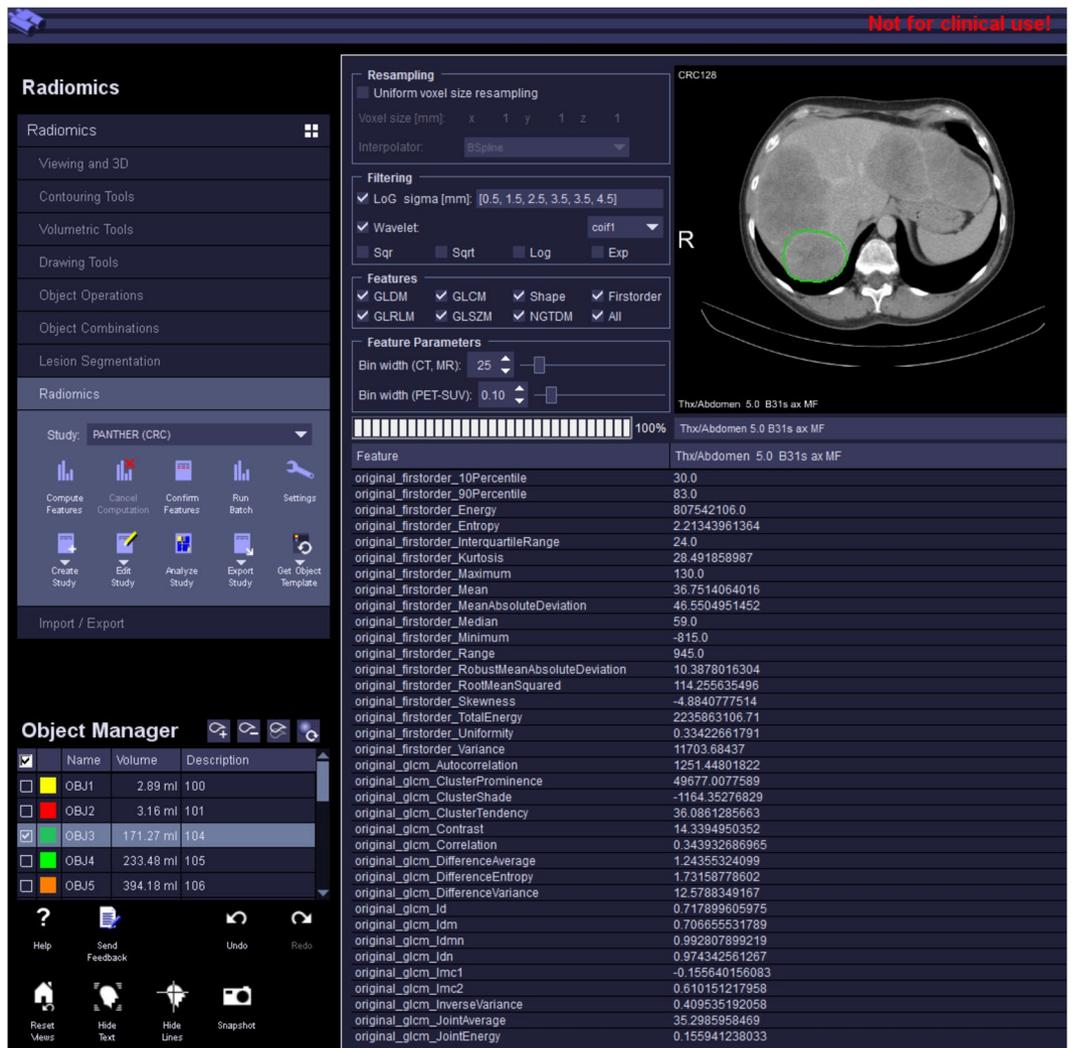 Not for clinical use!
Radiomics
Radiomics
Viewing and 3D
Contouring Tools
Volumetric Tools
Drawing Tools
Object Operations
Object Combinations
Lesion Segmentation
Radiomics
Study: PANTHER (CRC)
Compute Features Cancel Computation Confirm Features Run Batch Settings
Create Study Edit Study Analyze Study Export Study Get Object Template
Import / Export
Object Manager
Name Volume Description
OBJ1 2.89 ml 100
OBJ2 3.16 ml 101
OBJ3 171.27 ml 104
OBJ4 233.48 ml 105
OBJ5 394.18 ml 106
? 
Help Send Feedback Undo Redo
Reset Views Hide Text Hide Lines Snapshot
Resampling
Uniform voxel size resampling
Voxel size [mm]: x 1 y 1 z 1
Interpolator: BSpline
Filtering
LoG sigma [mm]: [0.5, 1.5, 2.5, 3.5, 3.5, 4.5]
Wavelet: coif1
Sqr Sqrt Log Exp
Features
GLDM GLCM Shape Firstorder
GLRLM GLSZM NGTDM All
Feature Parameters
Bin width (CT, MR): 25
Bin width (PET-SUV): 0.10
100%
CRC128
R
Thx/Abdomen 5.0 B31s ax MF
Thx/Abdomen 5.0 B31s ax MF
Feature Thx/Abdomen 5.0 B31s ax MF
original_firstorder_10Percentile 30.0
original_firstorder_90Percentile 83.0
original_firstorder_Energy 807542106.0
original_firstorder_Entropy 2.21343961364
original_firstorder_InterquartileRange 24.0
original_firstorder_Kurtosis 28.491858987
original_firstorder_Maximum 130.0
original_firstorder_Mean 36.7514064016
original_firstorder_MeanAbsoluteDeviation 46.5504951452
original_firstorder_Median 59.0
original_firstorder_Minimum -815.0
original_firstorder_Range 945.0
original_firstorder_RobustMeanAbsoluteDeviation 10.3878016304
original_firstorder_RootMeanSquared 114.255635496
original_firstorder_Skewness -4.8840777514
original_firstorder_TotalEnergy 2235863106.71
original_firstorder_Uniformity 0.33422661791
original_firstorder_Variance 11703.68437
original_glcm_Autocorrelation 1251.44801822
original_glcm_ClusterProminence 49677.0077589
original_glcm_ClusterShade -1164.35276829
original_glcm_ClusterTendency 36.0861285663
original_glcm_Contrast 14.3394950352
original_glcm_Correlation 0.343932686965
original_glcm_DifferenceAverage 1.24355324099
original_glcm_DifferenceEntropy 1.73158778602
original_glcm_DifferenceVariance 12.5788349167
original_glcm_Id 0.717899605975
original_glcm_Idm 0.706655531789
original_glcm_Idmn 0.992807899219
original_glcm_Idn 0.974342561267
original_glcm_Imc1 -0.155640156083
original_glcm_Imc2 0.610151217958
original_glcm_InverseVariance 0.409535192058
original_glcm_JointAverage 35.2985958469
original_glcm_JointEnergy 0.155941238033